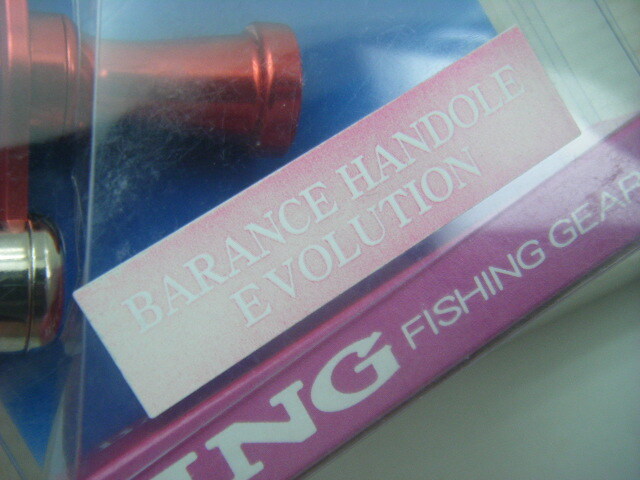 BARANCE HANDOLE
EVOLUTION
ING FISHING GEAR